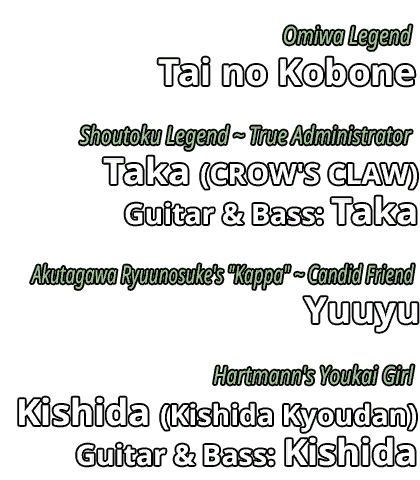 Omiwa Legend
Tai no Kobone
Shoutoku Legend ~ True Administrator
Taka (CROW'S CLAW)
Guitar & Bass: Taka
Akutagawa Ryuunosuke's "Kappa" ~ Candid Friend
Yuuyu
Hartmann's Youkai Girl
Kishida (Kishida Kyoudan)
Guitar & Bass: Kishida